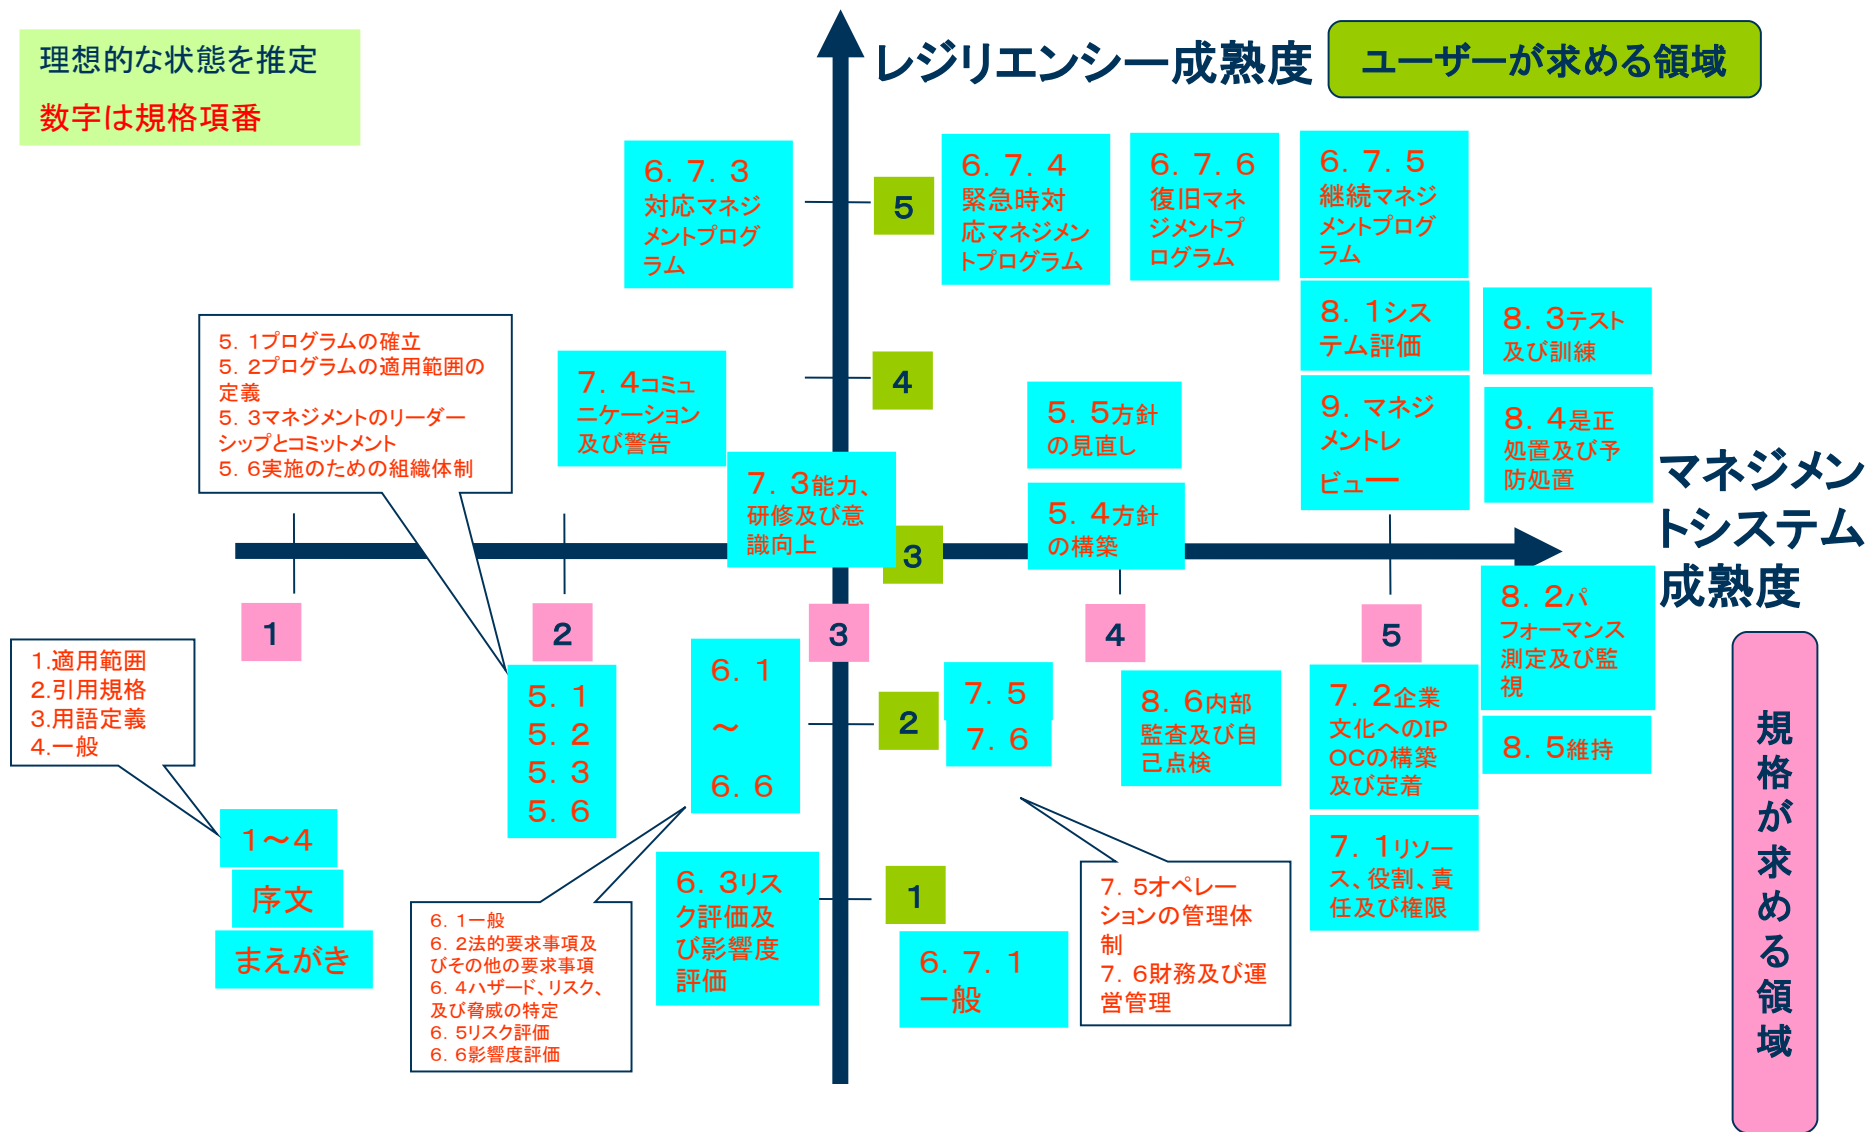 理想的な状態を推定
数字は規格項番
レジリエンシー成熟度
ユーザーが求める領域
6．7．3
対応マネジ
メントプログ
ラム
5
6．7．4
緊急時対
応マネジメン
トプログラム
6．7．6
復旧マネ
ジメントプ
ログラム
6．7．5
継続マネジ
メントプログ
ラム
5．1プログラムの確立
5．2プログラムの適用範囲の
定義
5．3マネジメントのリーダー
シップとコミットメント
5．6実施のための組織体制
7．4コミュ
ニケーション
及び警告
4
5．5方針
の見直し
8．1シス
テム評価
8．3テスト
及び訓練
9．マネジ
メントレ
ビュー
8．4是正
処置及び予
防処置
7．3能力、
研修及び意
識向上
3
5．4方針
の構築
マネジメン
トシステム
成熟度
1
2
3
4
5
8．2パ
フォーマンス
測定及び監
視
1.適用範囲
2.引用規格
3.用語定義
4.一般
5．1
5．2
5．3
5．6
6．1
～
6．6
2
7．5
7．6
8．6内部
監査及び自
己点検
7．2企業
文化へのIP
OCの構築
及び定着
8．5維持
規
格
が
求
め
る
領
域
1～4
序文
まえがき
6．1一般
6．2法的要求事項及
びその他の要求事項
6．4ハザード、リスク、
及び脅威の特定
6．5リスク評価
6．6影響度評価
6．3リス
ク評価及
び影響度
評価
1
6．7．1
一般
7．5オペレー
ションの管理体
制
7．6財務及び運
営管理
7．1リソー
ス、役割、責
任及び権限